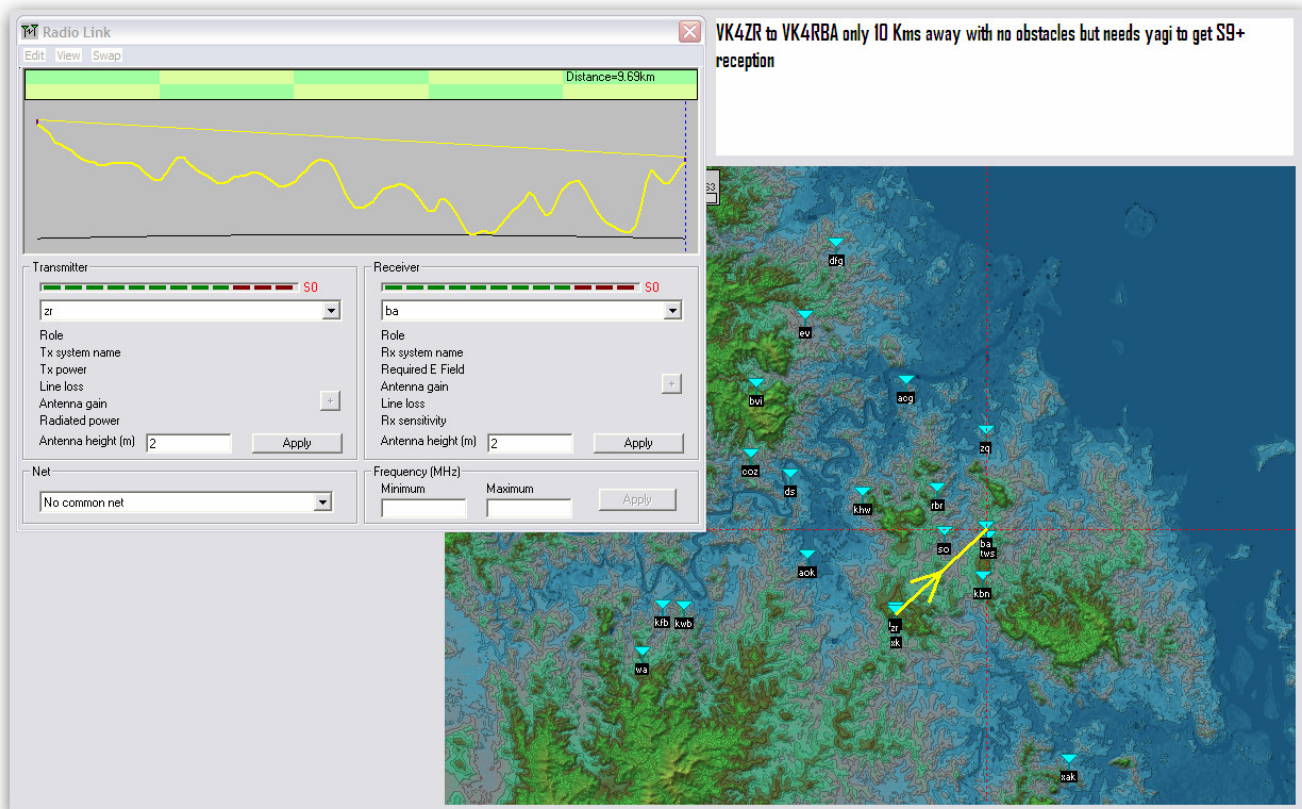 Radio Link
Edit View Swap
Distance=9.69km
Transmitter
S0
zr
Role
Tx system name
Tx power
Line loss
Antenna gain
+
Radiated power
Antenna height (m) 2 Apply
Receiver
S0
ba
Role
Rx system name
Required E Field
Antenna gain
+
Line loss
Rx sensitivity
Antenna height (m) 2 Apply
Net
No common net
Frequency (MHz)
Minimum Maximum
Apply
VK4ZR to VK4RBA only 10 Kms away with no obstacles but needs yagi to get S9+
reception
dfg
ev
bvi
acg
zq
coz
ds
rbr
khw
so
ba
tws
aok
kbn
kfb
kwb
zr
xk
wa
xak